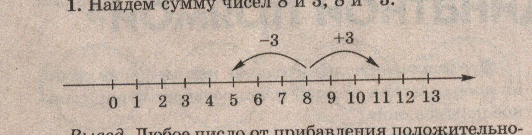 1. Найдем сумму чисел 8 и 3, 8 и -3.
-3 +3
0 1 2 3 4 5 6 7 8 9 10 11 12 13
Вывод. Любое число от прибавления положительно-